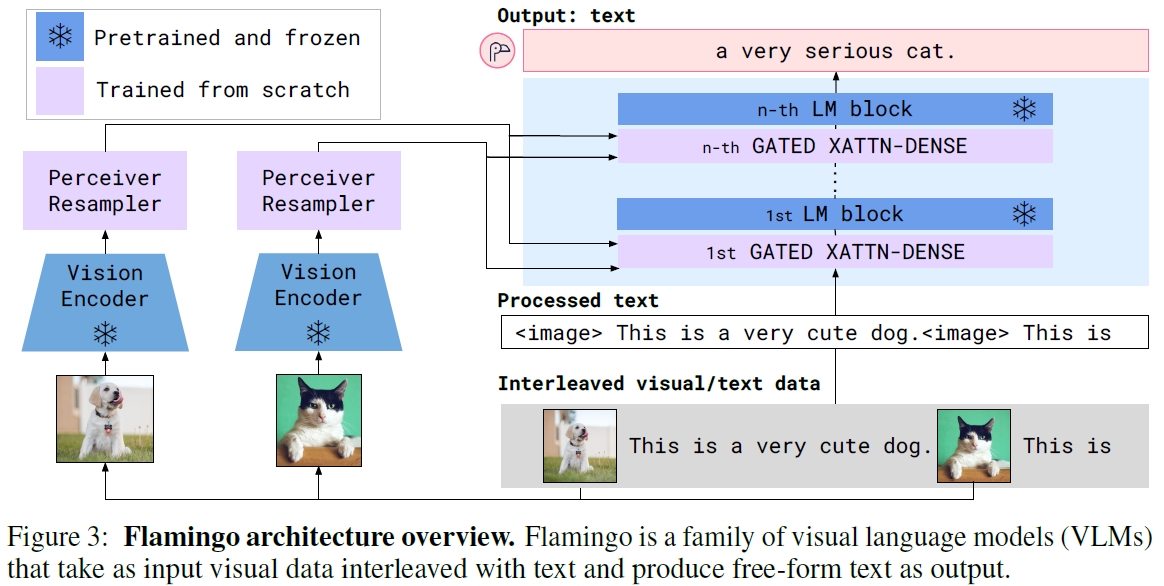 Pretrained and frozen
Trained from scratch
Perceiver
Resampler
Vision
Encoder
Perceiver
Resampler
Vision
Encoder
Output: text
a very serious cat.
n-th LM block
n-th GATED XATTN-DENSE
1st LM block
1st GATED XATTN-DENSE
Processed text
<image> This is a very cute dog.<image> This is
Interleaved visual/text data
This is a very cute dog. This is
Figure 3: Flamingo architecture overview. Flamingo is a family of visual language models (VLMs)
that take as input visual data interleaved with text and produce free-form text as output.